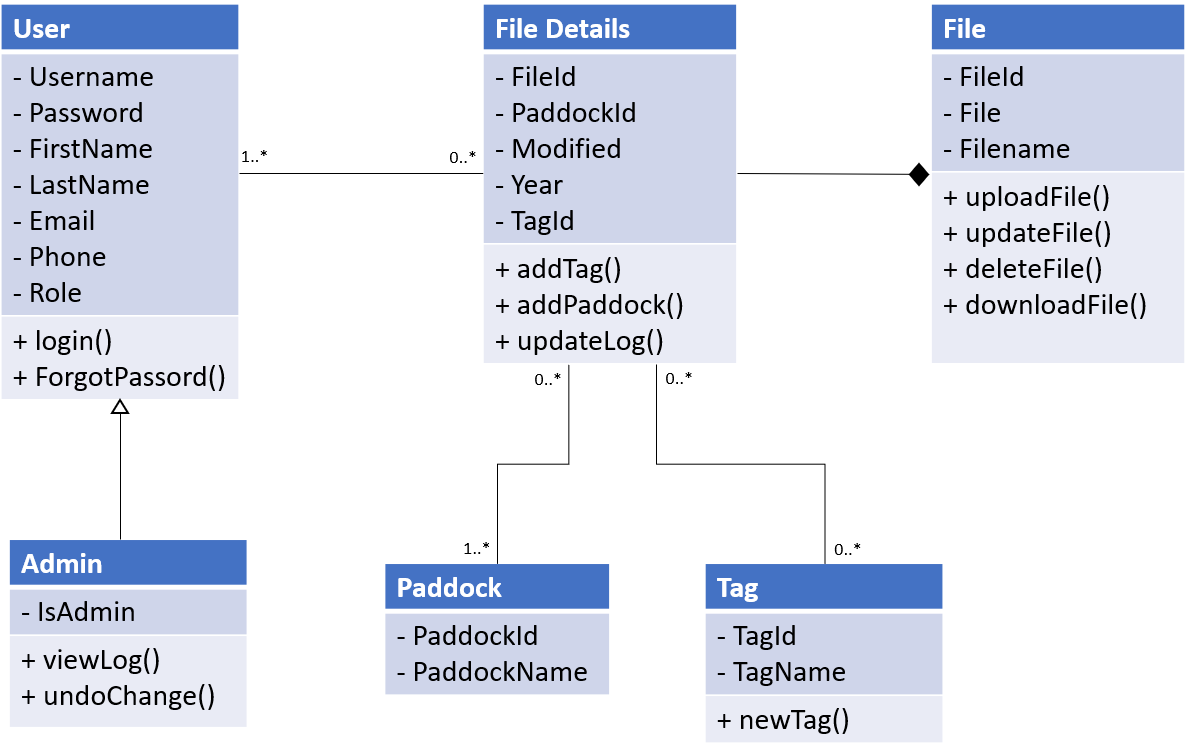 User
- Username
- Password
- FirstName
- LastName
- Email
- Phone
- Role
+ login()
+ ForgotPassord()
1..*
0..*
File Details
- FileId
- PaddockId
- Modified
- Year
- TagId
+ addTag()
+ addPaddock()
+ updateLog()
File
- FileId
- File
- Filename
+ uploadFile()
+ updateFile()
+ deleteFile()
+ downloadFile()
0..*
0..*
1..*
0..*
Admin
- IsAdmin
+ viewLog()
+ undoChange()
Paddock
- PaddockId
- PaddockName
Tag
- TagId
- TagName
+ newTag()